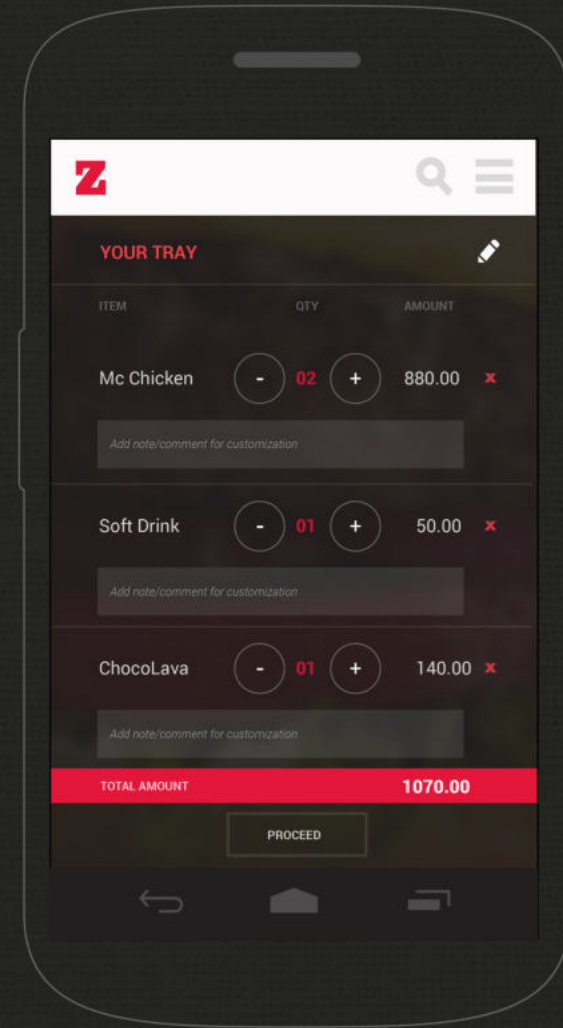 Z
YOUR TRAY
ITEM QTY AMOUNT
Mc Chicken - 02 + 880.00 x
Add note/comment for customization
Soft Drink - 01 + 50.00 x
Add note/comment for customization
ChocoLava - 01 + 140.00 x
Add note/comment for customization
TOTAL AMOUNT 1070.00
PROCEED